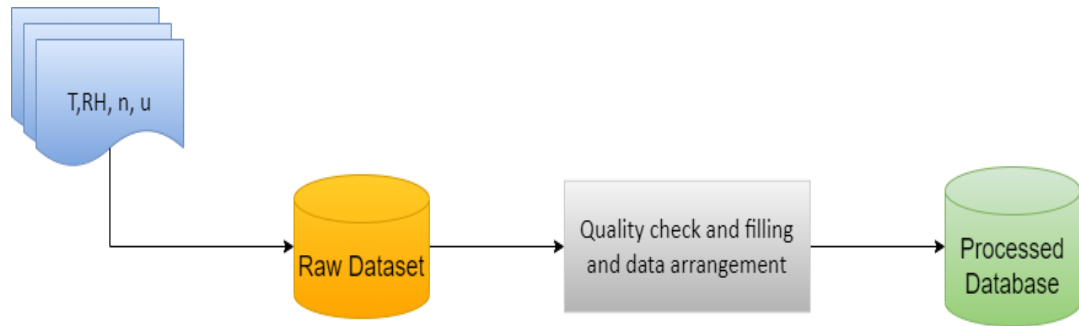 T,RH, n, u
Raw Dataset
Quality check and filling
and data arrangement
Processed
Database